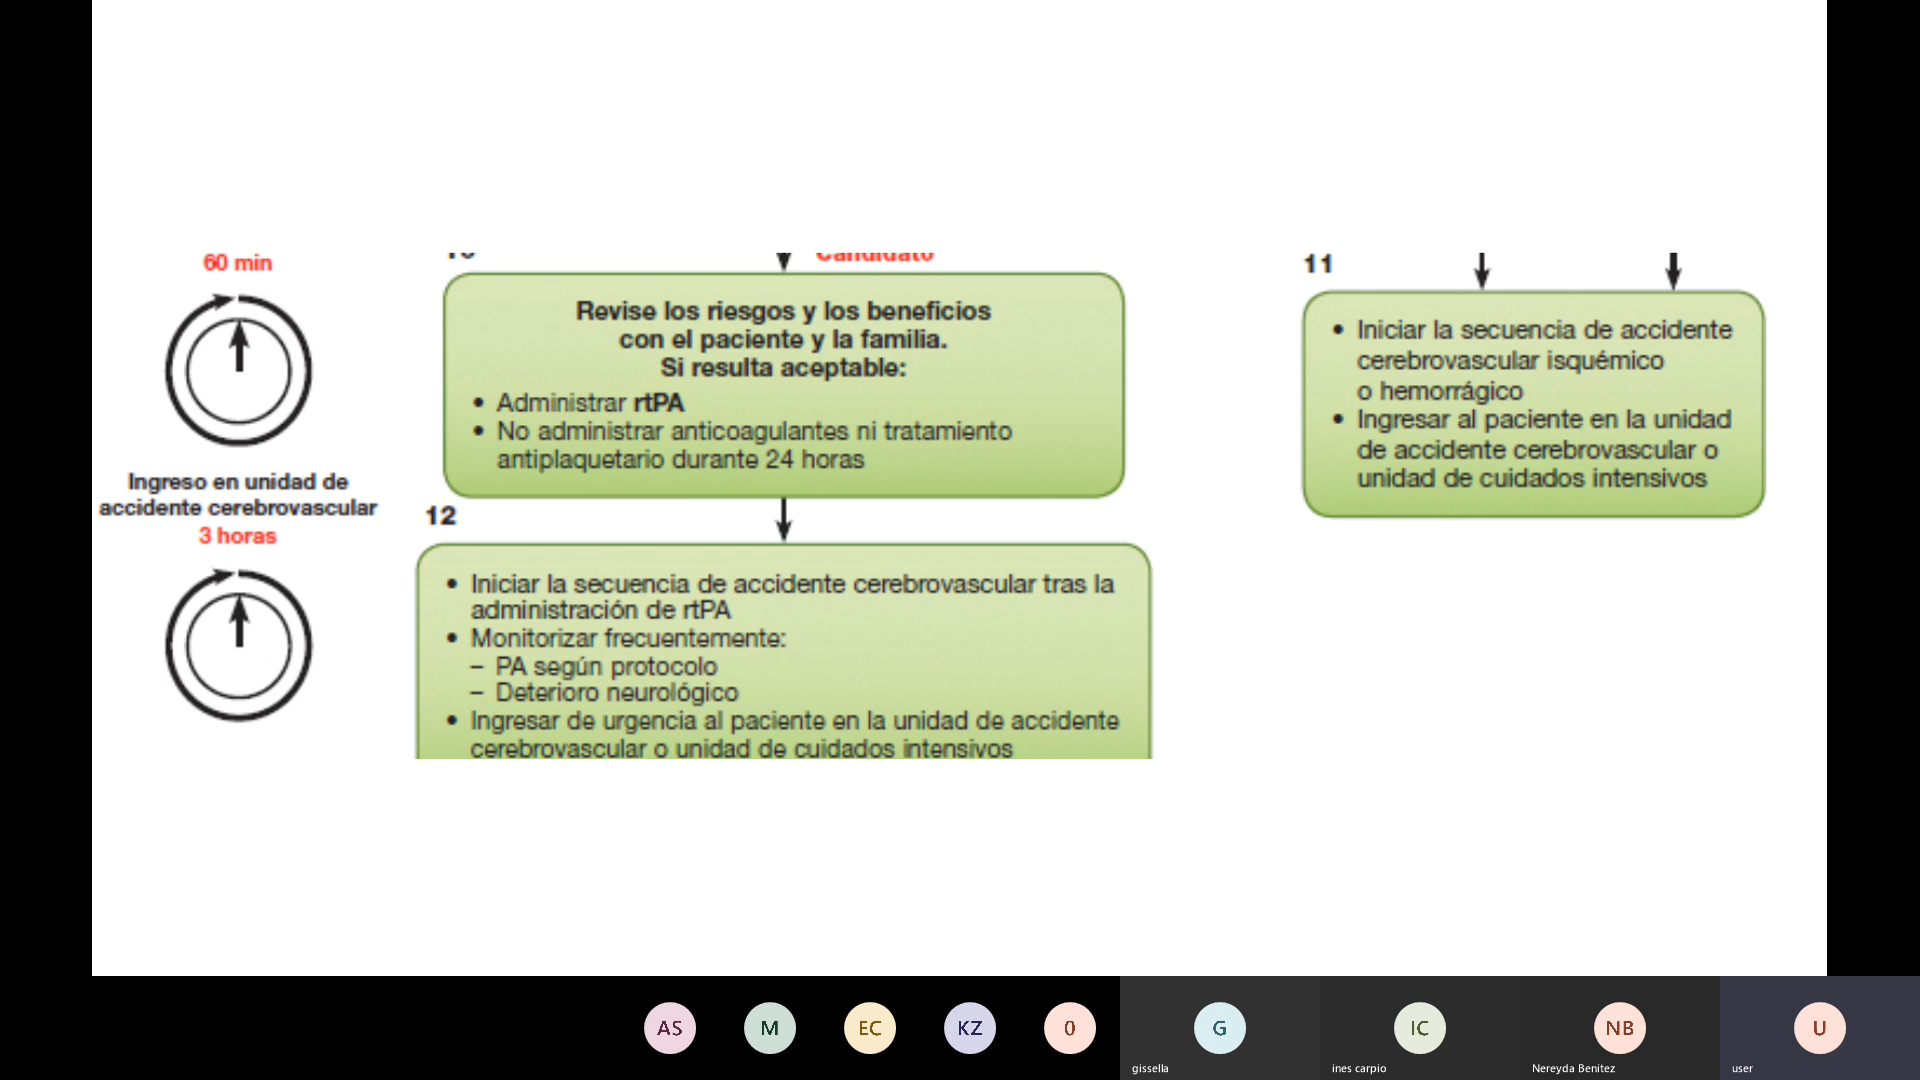 60 min
Ingreso en unidad de
accidente cerebrovascular
3 horas
Candidato
Revise los riesgos y los beneficios
con el paciente y la familia.
Si resulta aceptable:
• Administrar rtPA
• No administrar anticoagulantes ni tratamiento
antiplaquetario durante 24 horas
12
• Iniciar la secuencia de accidente cerebrovascular tras la
administración de rtPA
• Monitorizar frecuentemente:
– PA según protocolo
– Deterioro neurológico
• Ingresar de urgencia al paciente en la unidad de accidente
cerebrovascular o unidad de cuidados intensivos
11
• Iniciar la secuencia de accidente
cerebrovascular isquémico
o hemorrágico
• Ingresar al paciente en la unidad
de accidente cerebrovascular o
unidad de cuidados intensivos
AS
M
EC
KZ
0
G
gissella
IC
ines carpio
NB
Nereyda Benitez
U
user